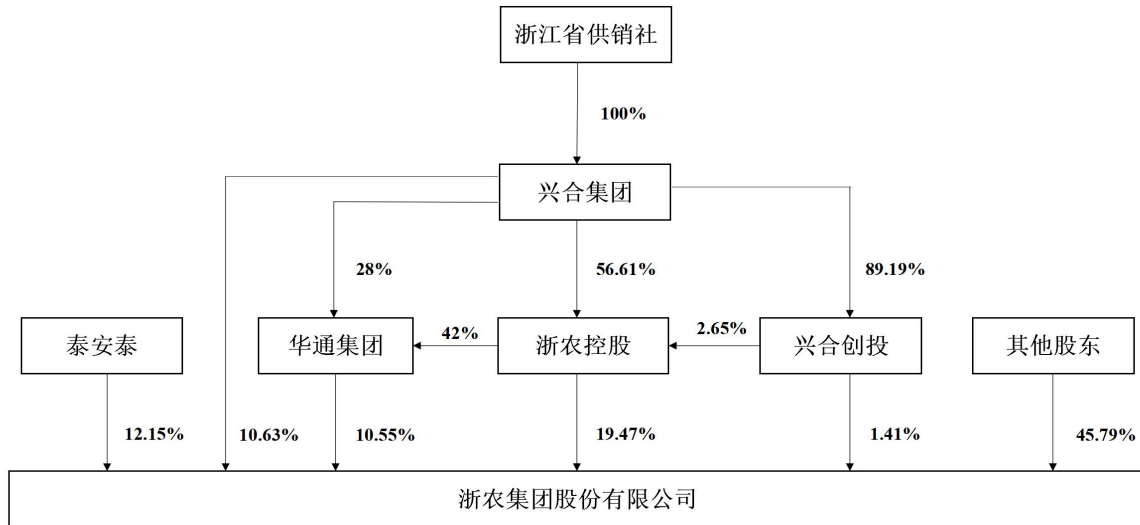 浙江省供销社
100%
兴合集团
28%
56.61%
89.19%
泰安泰
华通集团
42%
浙农控股
2.65%
兴合创投
其他股东
12.15%
10.63%
10.55%
19.47%
1.41%
45.79%
浙农集团股份有限公司